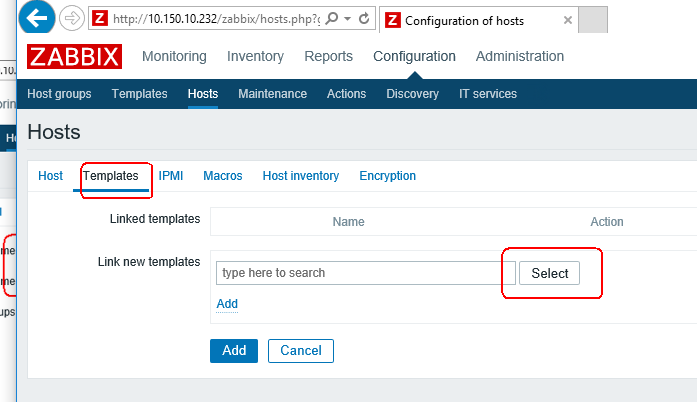 http://10.150.10.232/zabbix/hosts.php?g
Configuration of hosts
ZABBIX Monitoring Inventory Reports Configuration Administration
Host groups Templates Hosts Maintenance Actions Discovery IT services
Hosts
Host Templates IPMI Macros Host inventory Encryption
Linked templates Name Action
Link new templates type here to search Select
Add
Add Cancel